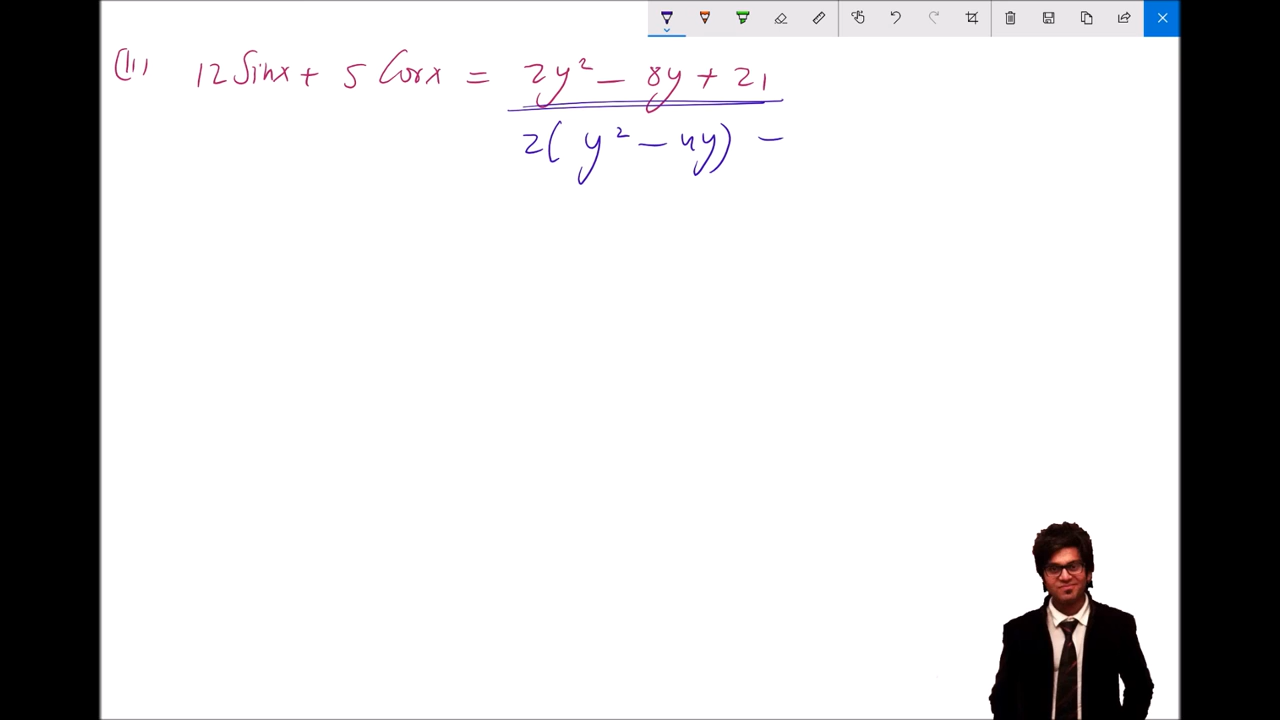 (11) 12 Sinx + 5 Cosx = 2y² - 8y + 21
2( y² - 4y) -